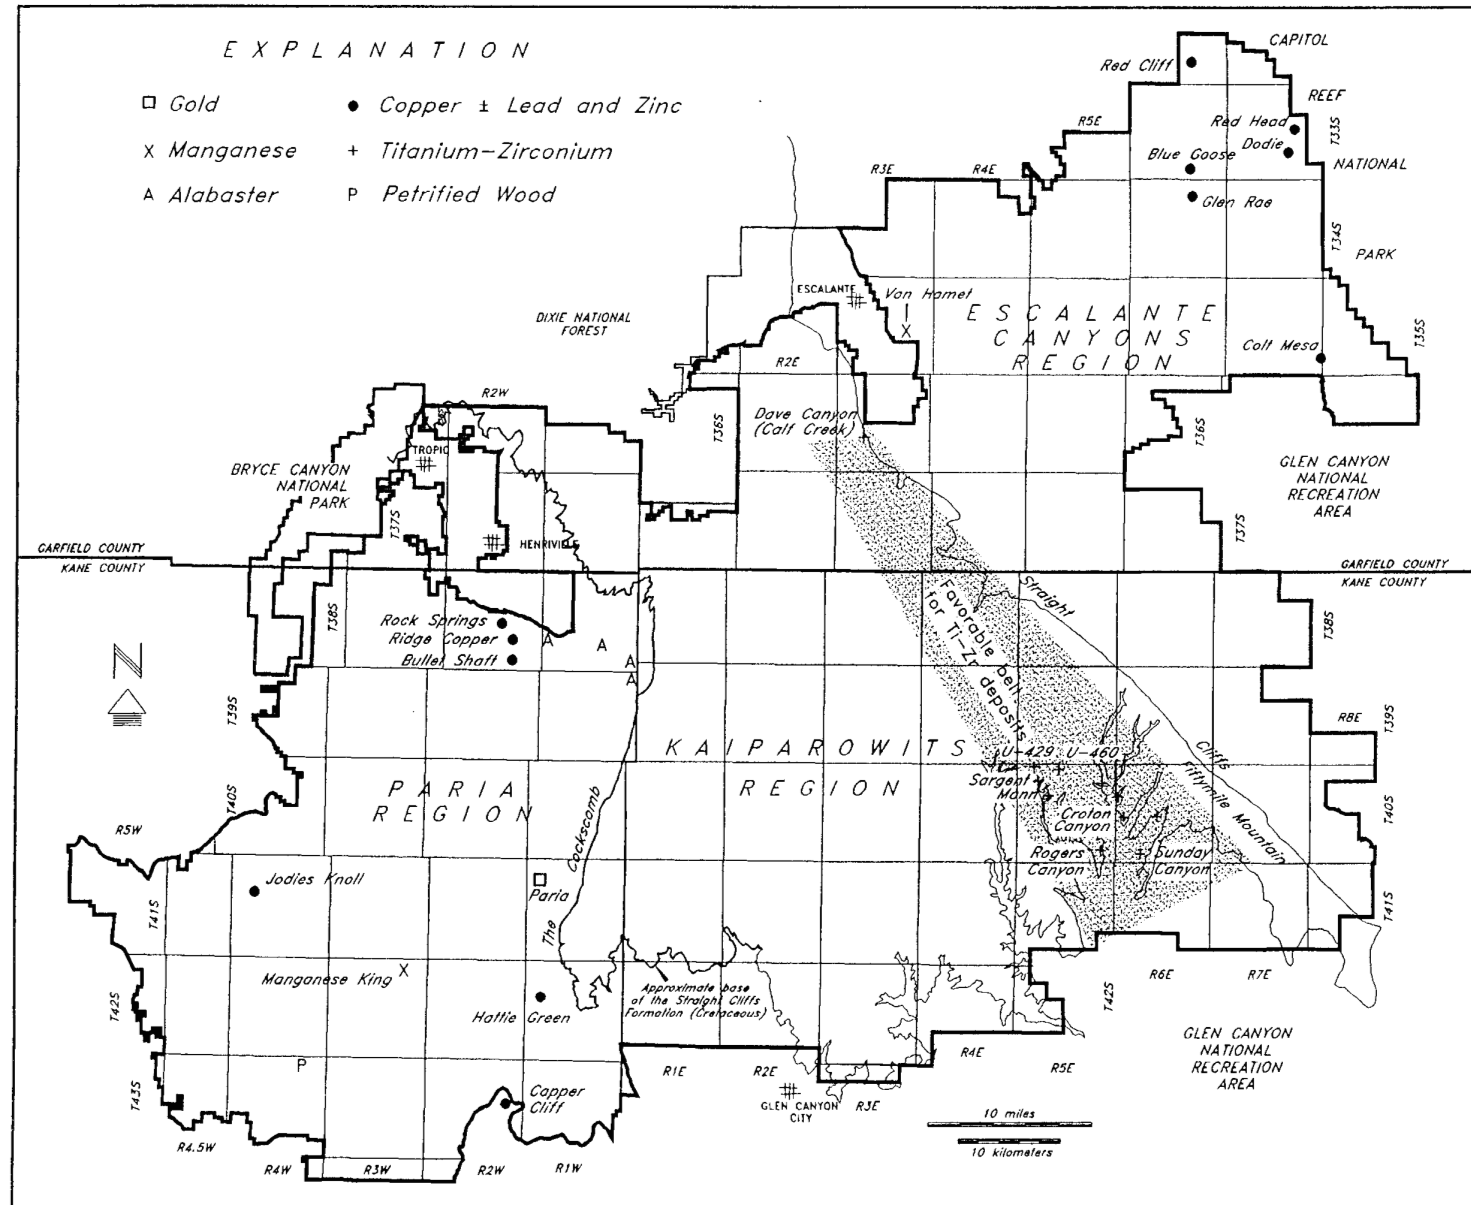 EXPLANATION
Gold
Copper ± Lead and Zinc
X Manganese
+ Titanium-Zirconium
A Alabaster
P Petrified Wood
CAPITOL
REEF
NATIONAL
PARK
Red Cliff
Red Head
Dodie
Blue Goose
Glen Rae
R5E
R3E
R4E
T33S
T34S
T35S
ESCALANTE
Van Hamet
X
ESCALANTE
CANYONS
REGION
Colt Mesa
DIXIE NATIONAL
FOREST
R2E
R2W
T36S
Dave Canyon
(Calf Creek)
T36S
TROPIC
BRYCE CANYON
NATIONAL
PARK
GLEN CANYON
NATIONAL
RECREATION
AREA
T37S
HENRIVILLE
T37S
GARFIELD COUNTY
KANE COUNTY
GARFIELD COUNTY
KANE COUNTY
Straight
Cliffs
Fiftymile Mountain
Favorable belt
for Ti-Zr
deposits
T38S
Rock Springs
Ridge Copper
Bullet Shaft
A
A
A
A
T38S
N
T39S
R8E
T39S
KAIPAROWITS
REGION
U-429
U-460
Sargent
Mann
Croton
Canyon
Rogers
Canyon
Sunday
Canyon
PARIA
REGION
T40S
T40S
The Cockscomb
R5W
Jodies Knoll
Paria
T41S
T41S
Manganese King
X
Approximate base
of the Straight Cliffs
Formation (Cretaceous)
Hattie Green
T42S
R6E
R7E
T42S
GLEN CANYON
NATIONAL
RECREATION
AREA
P
T43S
Copper
Cliff
R1E
R2E
R3E
R4E
R5E
GLEN CANYON
CITY
10 miles
10 kilometers
R4.5W
R4W
R3W
R2W
R1W